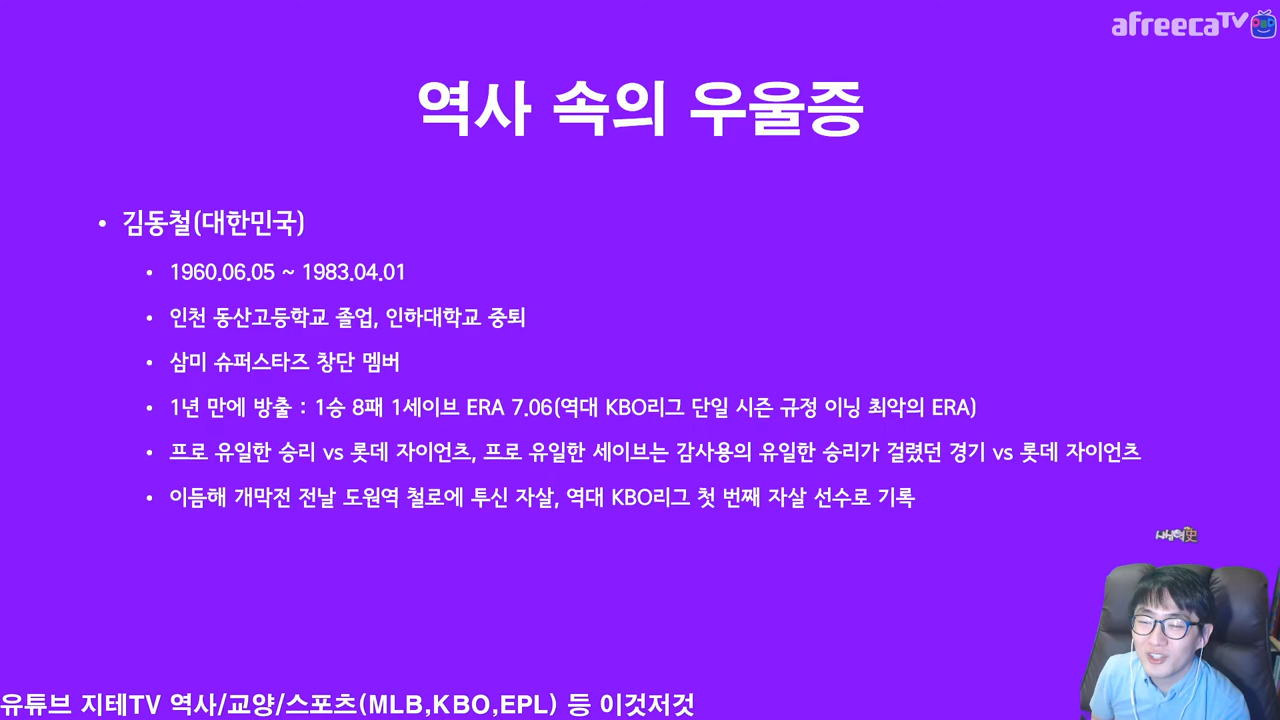 afreecaTV
역사 속의 우울증
• 김동철(대한민국)
• 1960.06.05 ~ 1983.04.01
• 인천 동산고등학교 졸업, 인하대학교 중퇴
• 삼미 슈퍼스타즈 창단 멤버
• 1년 만에 방출 : 1승 8패 1세이브 ERA 7.06(역대 KBO리그 단일 시즌 규정 이닝 최악의 ERA)
• 프로 유일한 승리 vs 롯데 자이언츠, 프로 유일한 세이브는 감사용의 유일한 승리가 걸렸던 경기 vs 롯데 자이언츠
• 이듬해 개막전 전날 도원역 철로에 투신 자살, 역대 KBO리그 첫 번째 자살 선수로 기록
유튜브 지테TV 역사/교양/스포츠(MLB,KBO,EPL) 등 이것저것